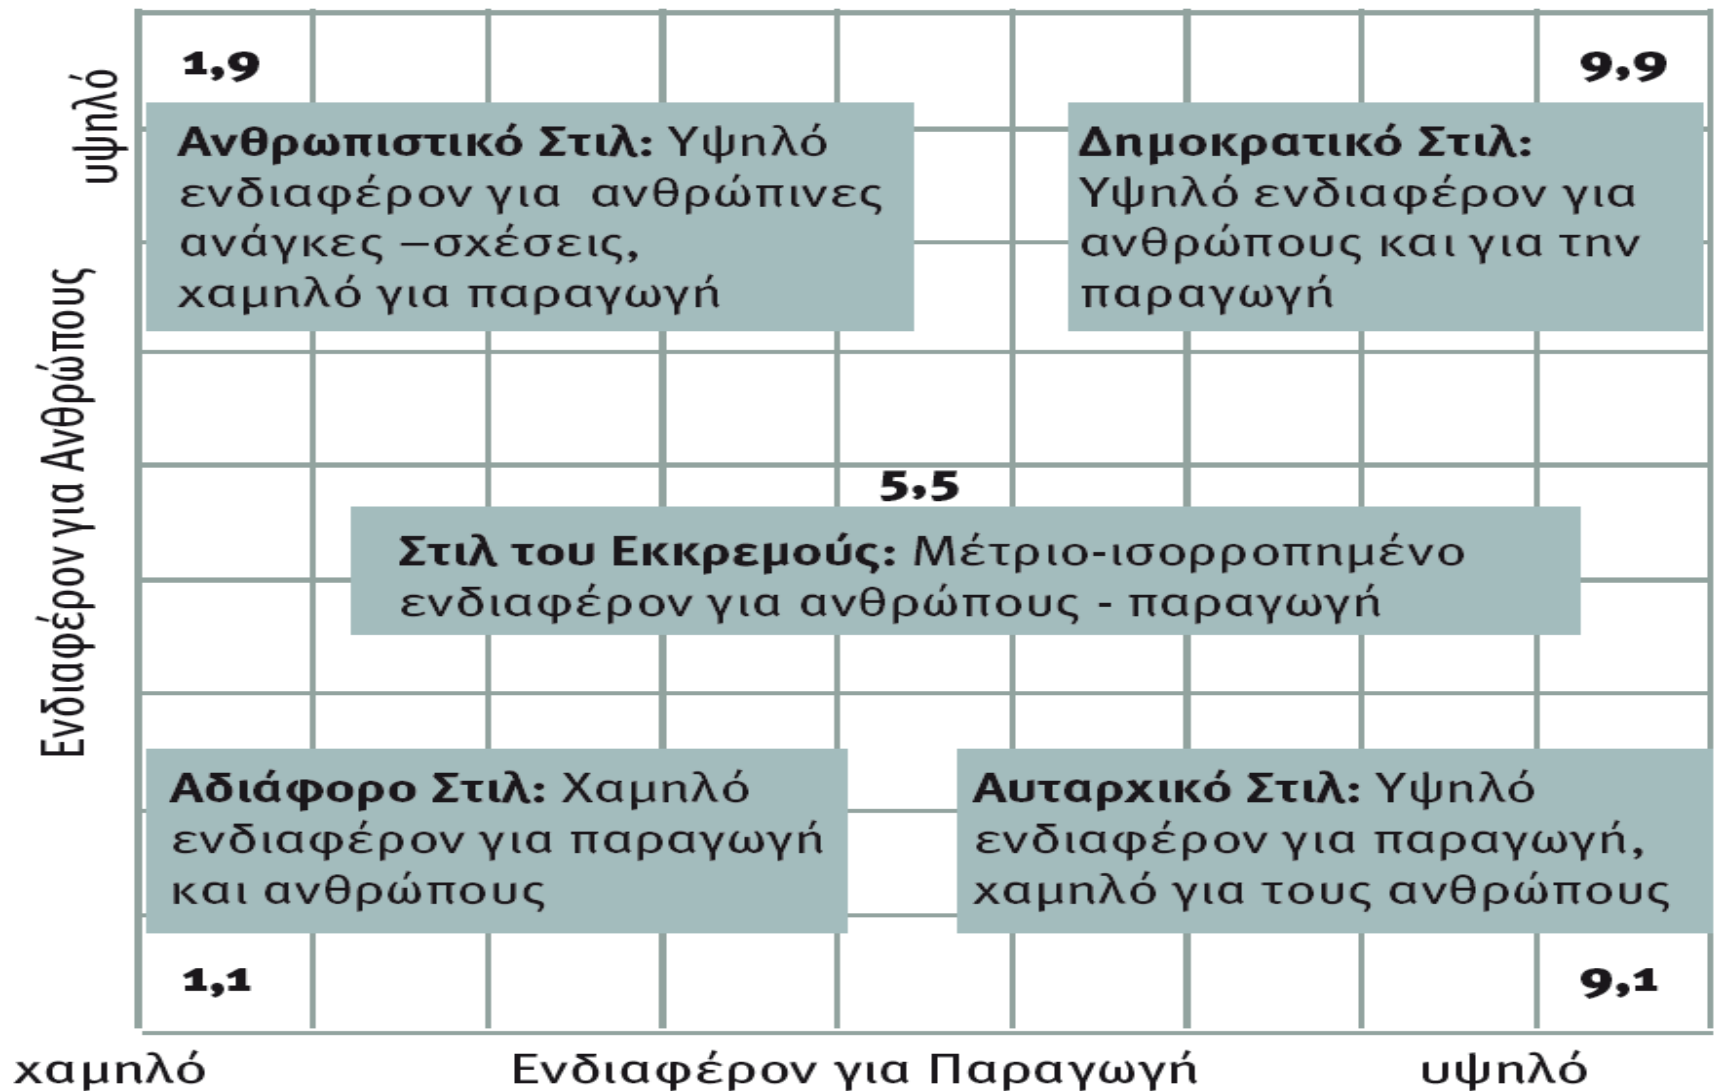 1,9
9,9
υψηλό
Ανθρωπιστικό Στιλ: Υψηλό
ενδιαφέρον για ανθρώπινες
ανάγκες –σχέσεις,
χαμηλό για παραγωγή
Δημοκρατικό Στιλ:
Υψηλό ενδιαφέρον για
ανθρώπους και για την
παραγωγή
Ενδιαφέρον για Ανθρώπους
5,5
Στιλ του Εκκρεμούς: Μέτριο-ισορροπημένο
ενδιαφέρον για ανθρώπους - παραγωγή
Αδιάφορο Στιλ: Χαμηλό
ενδιαφέρον για παραγωγή
και ανθρώπους
Αυταρχικό Στιλ: Υψηλό
ενδιαφέρον για παραγωγή,
χαμηλό για τους ανθρώπους
1,1
9,1
χαμηλό
Ενδιαφέρον για Παραγωγή
υψηλό